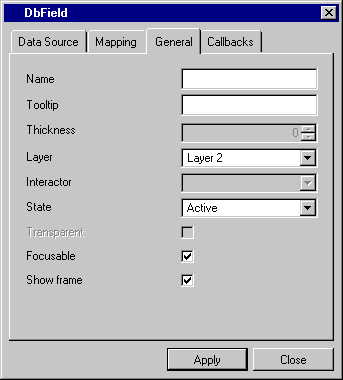 DbField
Data Source Mapping General Callbacks
Name
Tooltip
Thickness 0
Layer Layer 2
Interactor
State Active
Transparent
Focusable
Show frame
Apply Close